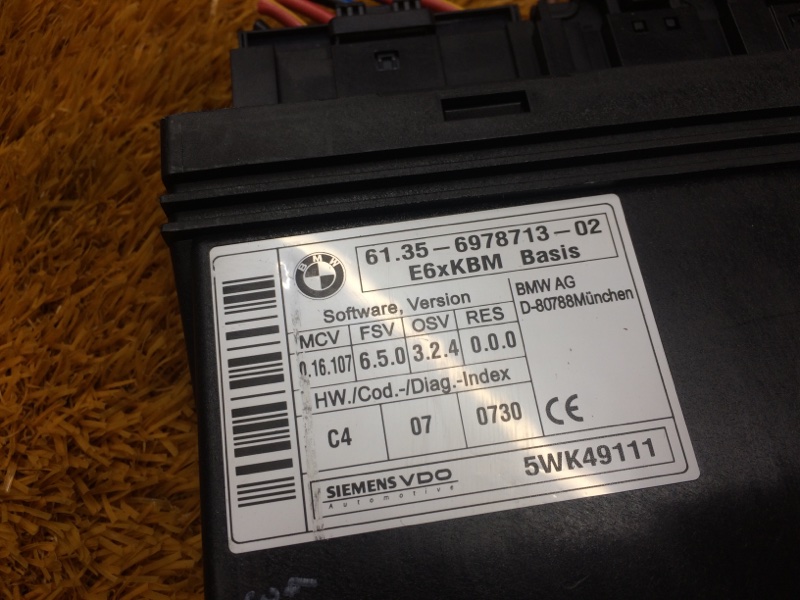 BMW
61.35-6978713-02
E6xKBM Basis
Software, Version
MCV FSV OSV RES
0.16.107 6.5.0 3.2.4 0.0.0
BMW AG
D-80788München
HW./Cod.-/Diag.-Index
C4 07 0730
CE
SIEMENS VDO
Automotive
5WK49111